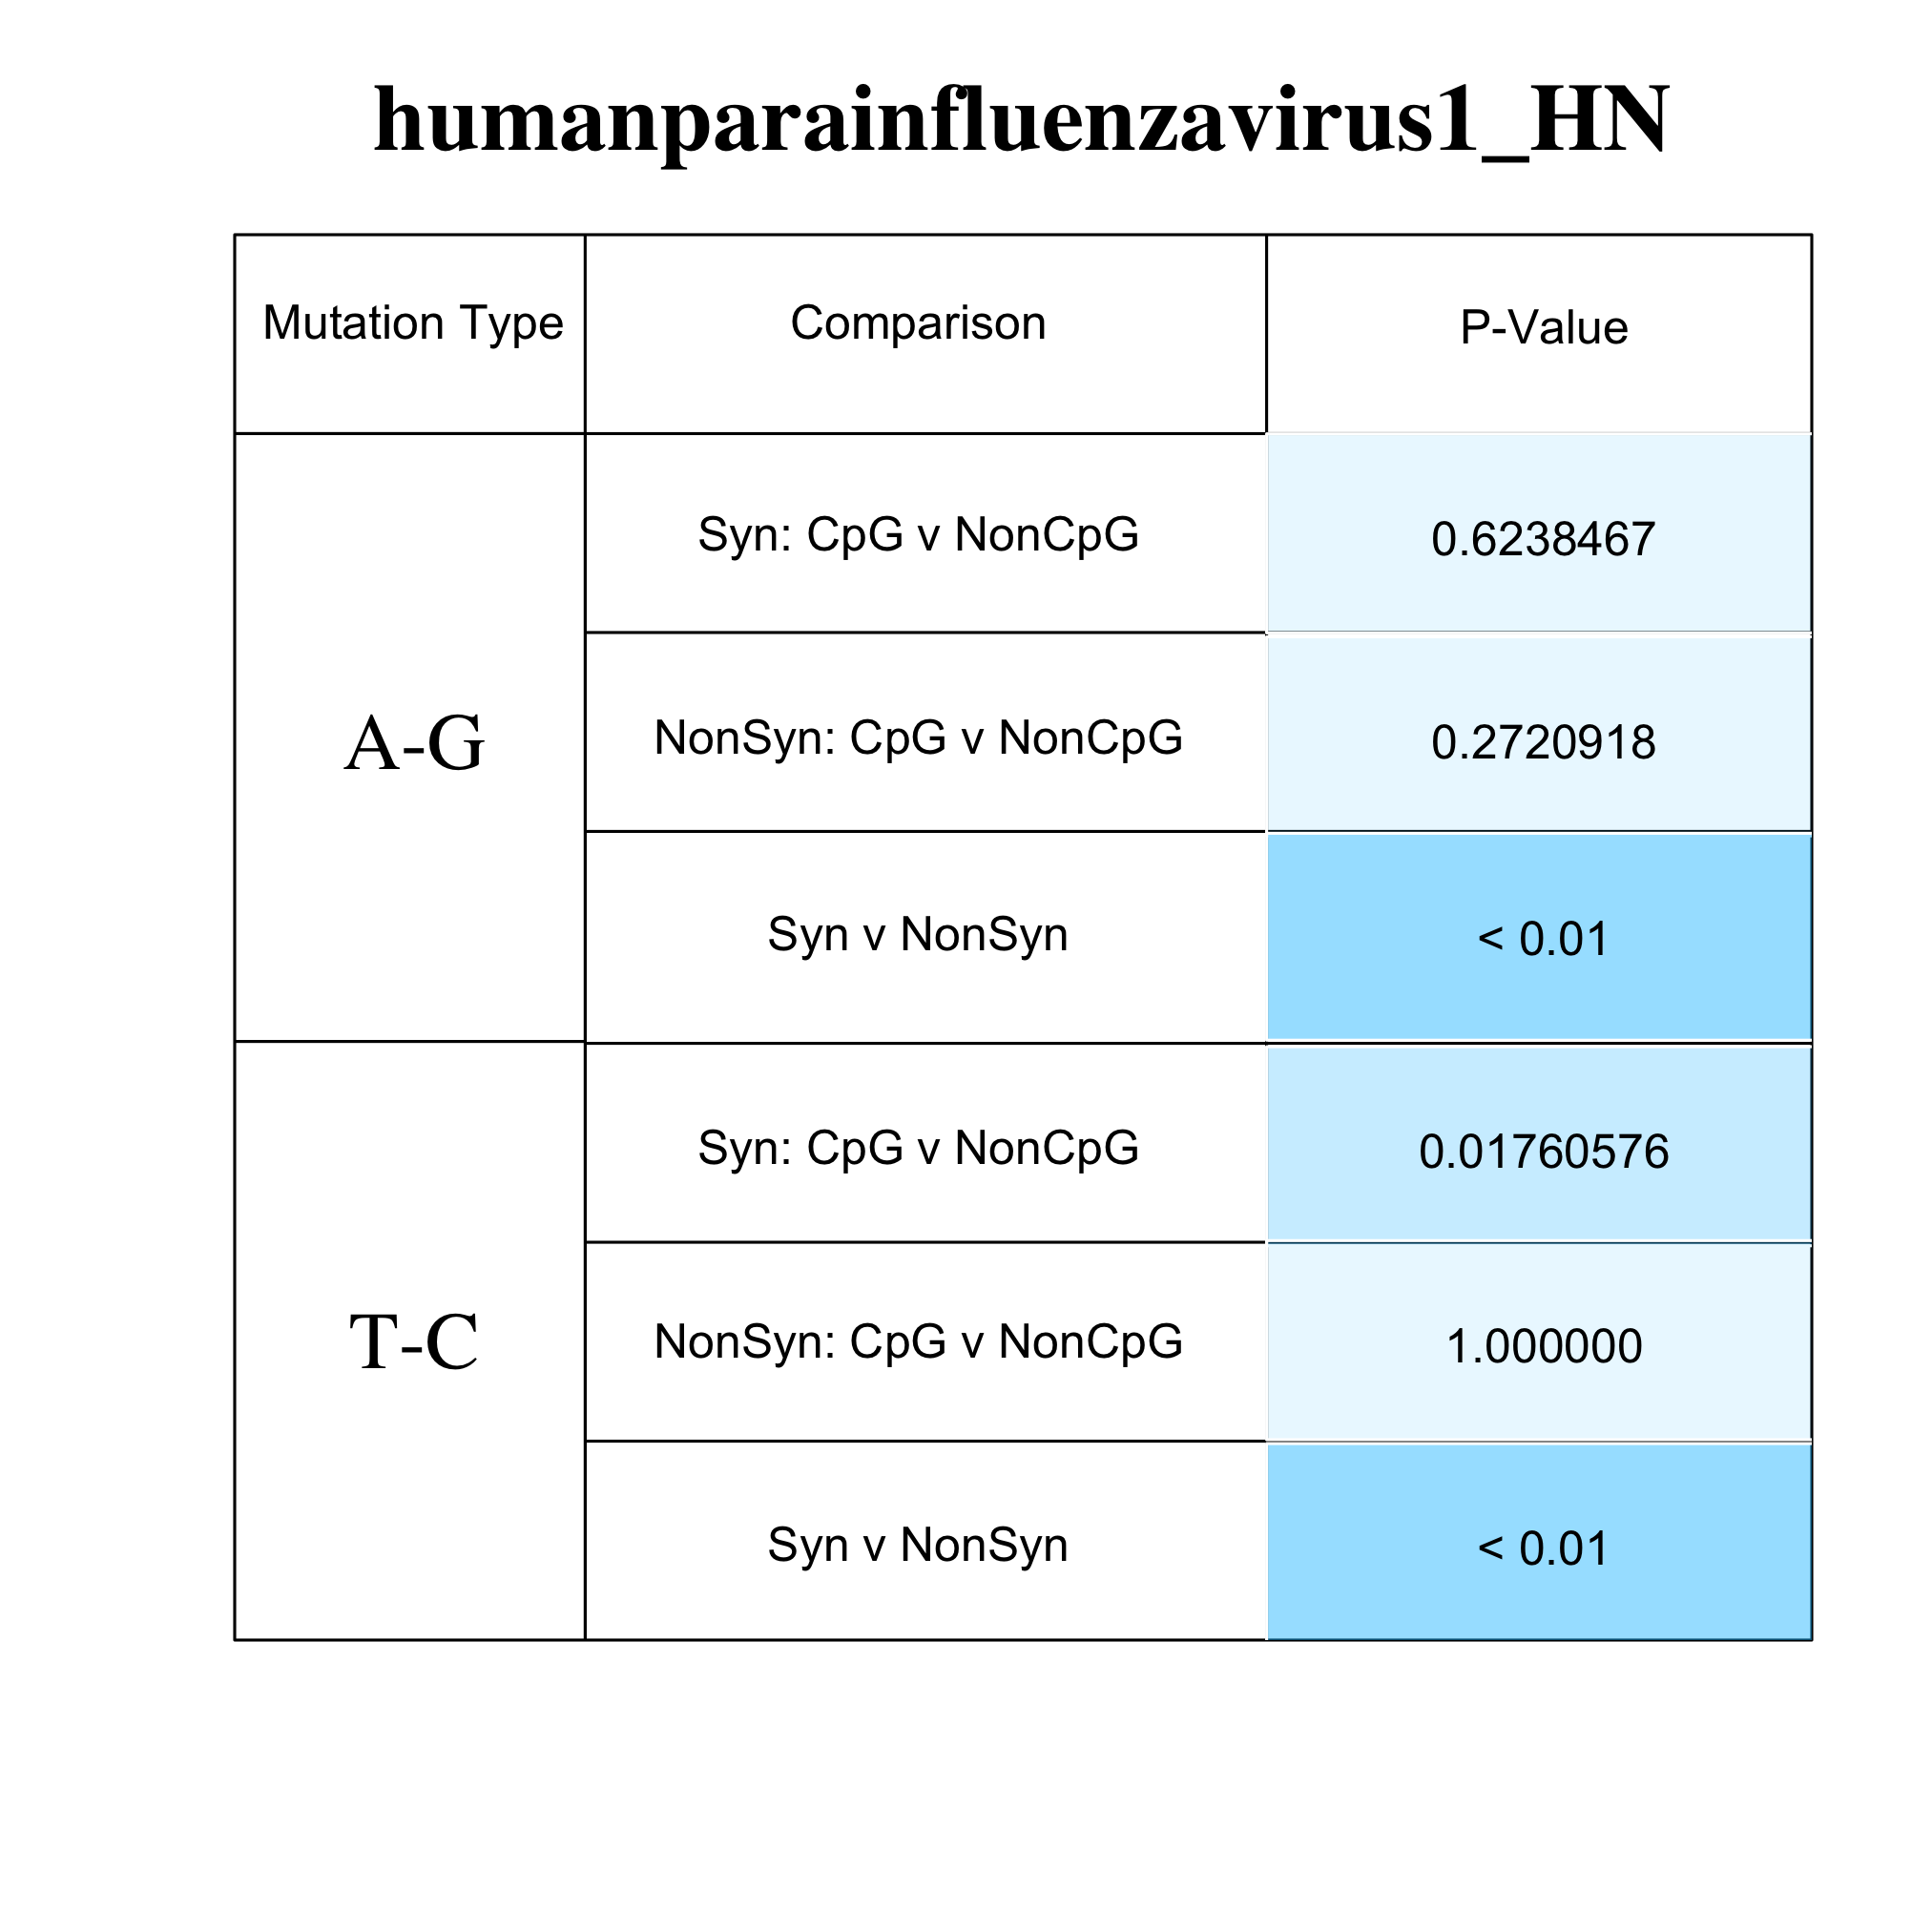 humanparainfluenzavirus1_HN
Mutation Type Comparison P-Value
A-G
Syn: CpG v NonCpG 0.6238467
NonSyn: CpG v NonCpG 0.2720918
Syn v NonSyn < 0.01
T-C
Syn: CpG v NonCpG 0.01760576
NonSyn: CpG v NonCpG 1.000000
Syn v NonSyn < 0.01